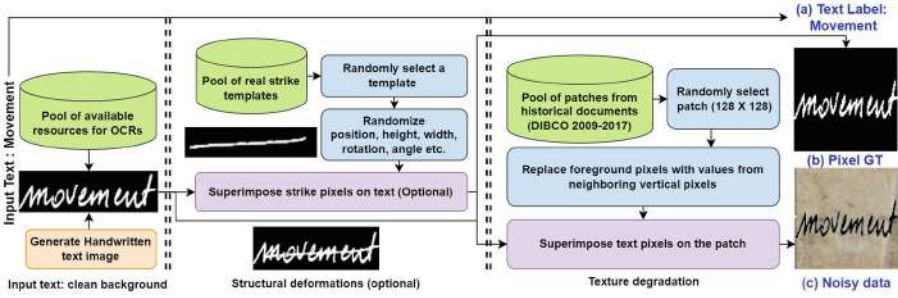 Input Text : Movement
(a) Text Label:
Movement
Pool of available
resources for OCRs
movement
Generate Handwritten
text image
Input text: clean background
Pool of real strike
templates
Randomly select a
template
Randomize
position, height, width,
rotation, angle etc.
Superimpose strike pixels on text (Optional)
movement
Structural deformations (optional)
Pool of patches from
historical documents
(DIBCO 2009-2017)
Randomly select
patch (128 X 128)
Replace foreground pixels with values from
neighboring vertical pixels
Superimpose text pixels on the patch
Texture degradation
movement
(b) Pixel GT
movement
(c) Noisy data